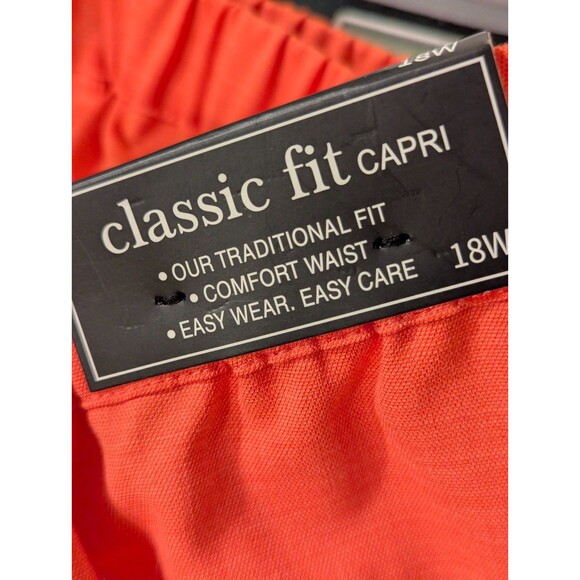 18W
classic fit CAPRI
• OUR TRADITIONAL FIT
• COMFORT WAIST
• EASY WEAR. EASY CARE
18W